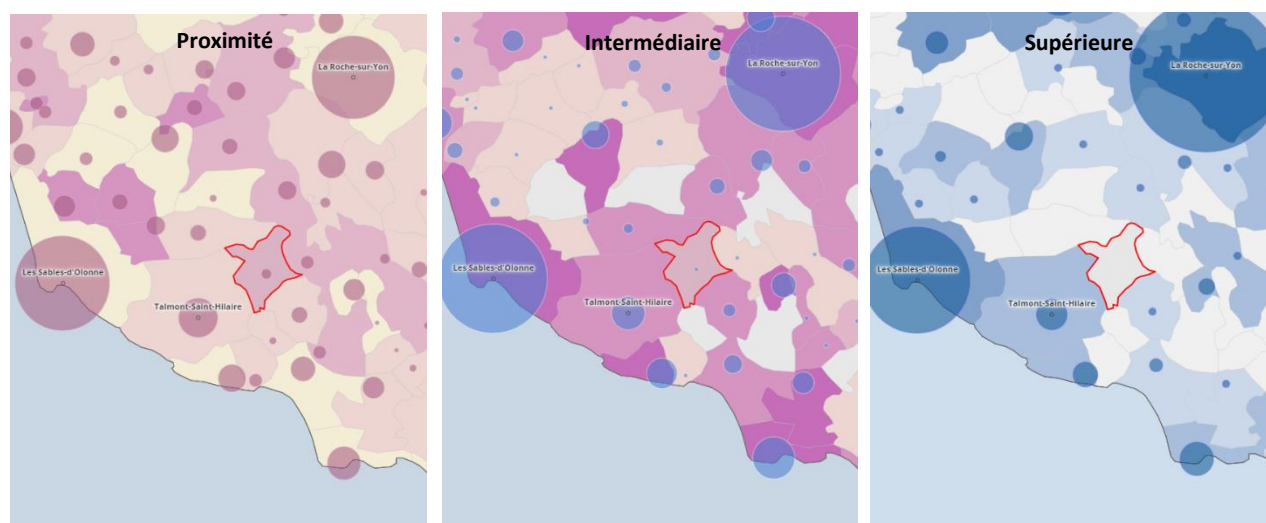 Proximité
La Roche-sur-Yon
Les Sables-d'Olonne
Talmont-Saint-Hilaire
Intermédiaire
La Roche-sur-Yon
Les Sables-d'Olonne
Talmont-Saint-Hilaire
Supérieure
La Roche-sur-Yon
Les Sables-d'Olonne
Talmont-Saint-Hilaire